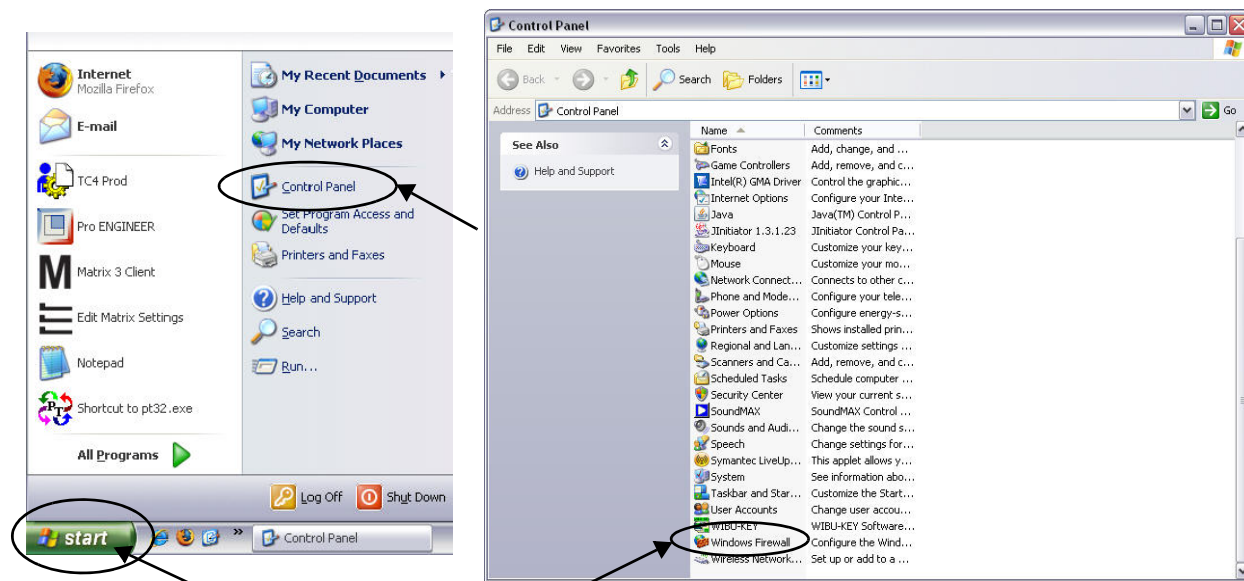 Internet
Mozilla Firefox
E-mail
TC4 Prod
Pro ENGINEER
Matrix 3 Client
Edit Matrix Settings
Notepad
Shortcut to pt32.exe
All Programs
My Recent Documents
My Computer
My Network Places
Control Panel
Set Program Access and
Defaults
Printers and Faxes
Help and Support
Search
Run...
Log Off Shut Down
start » Control Panel
Control Panel
File Edit View Favorites Tools Help
Back Search Folders
Address Control Panel Go
See Also
Help and Support
Name Comments
Fonts Add, change, and ...
Game Controllers Add, remove, and c...
Intel(R) GMA Driver Control the graphic...
Internet Options Configure your Inte...
Java Java(TM) Control P...
JInitiator 1.3.1.23 JInitiator Control Pa...
Keyboard Customize your key...
Mouse Customize your mo...
Network Connect... Connects to other c...
Phone and Mode... Configure your tele...
Power Options Configure energy-s...
Printers and Faxes Shows installed prin...
Regional and Lan... Customize settings ...
Scanners and Ca... Add, remove, and c...
Scheduled Tasks Schedule computer ...
Security Center View your current s...
SoundMAX SoundMAX Control ...
Sounds and Audi... Change the sound s...
Speech Change settings for...
Symantec LiveUp... This applet allows y...
System See information abo...
Taskbar and Star... Customize the Start...
User Accounts Change user accou...
WIBU-KEY WIBU-KEY Software...
Windows Firewall Configure the Wind...
Wireless Network... Set up or add to a ...